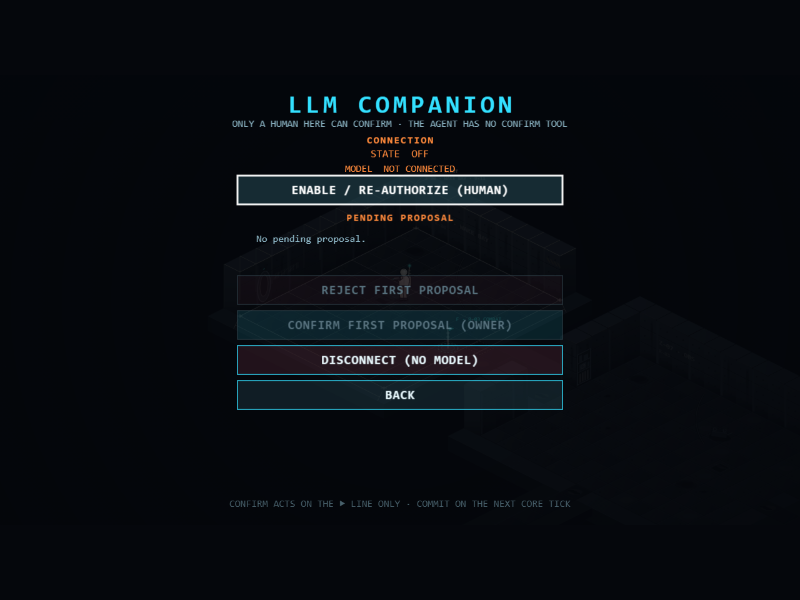 LLM COMPANION
ONLY A HUMAN HERE CAN CONFIRM - THE AGENT HAS NO CONFIRM TOOL
CONNECTION
STATE OFF
MODEL NOT CONNECTED
ENABLE / RE-AUTHORIZE (HUMAN)
PENDING PROPOSAL
No pending proposal.
REJECT FIRST PROPOSAL
CONFIRM FIRST PROPOSAL (OWNER)
DISCONNECT (NO MODEL)
BACK
CONFIRM ACTS ON THE ▶ LINE ONLY - COMMIT ON THE NEXT CORE TICK